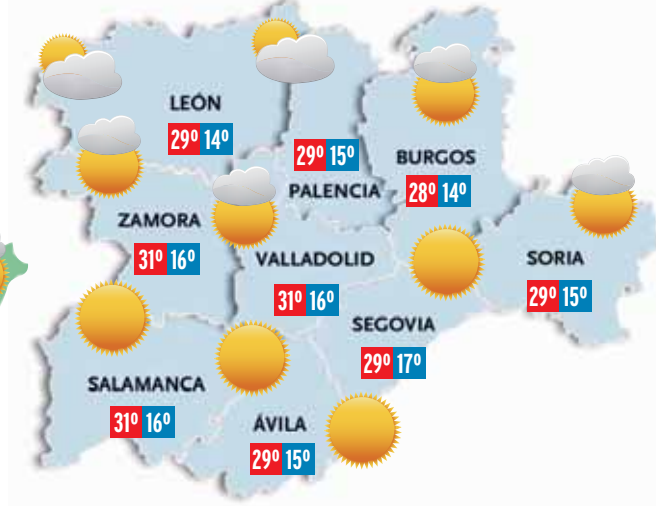 LEÓN
29º 14º
29º 15º
PALENCIA
BURGOS
28º 14º
ZAMORA
31º 16º
VALLADOLID
31º 16º
SORIA
29º 15º
SEGOVIA
29º 17º
SALAMANCA
31º 16º
ÁVILA
29º 15º